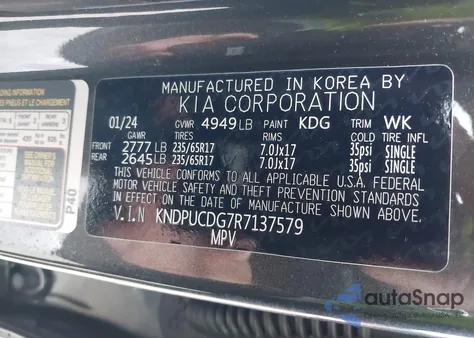 MANUFACTURED IN KOREA BY
KIA CORPORATION
01/24 GVWR 4949 LB PAINT KDG TRIM WK
GAWR TIRES RIMS COLD TIRE INFL
FRONT 2777 LB 235/65R17 7.0Jx17 35psi SINGLE
REAR 2645 LB 235/65R17 7.0Jx17 35psi SINGLE
THIS VEHICLE CONFORMS TO ALL APPLICABLE U.S.A. FEDERAL
MOTOR VEHICLE SAFETY AND THEFT PREVENTION STANDARDS
IN EFFECT ON THE DATE OF MANUFACTURE SHOWN ABOVE.
V.I.N KNDPUCDG7R7137579
MPV
P40
LE CHARGEMENT
autoSnap